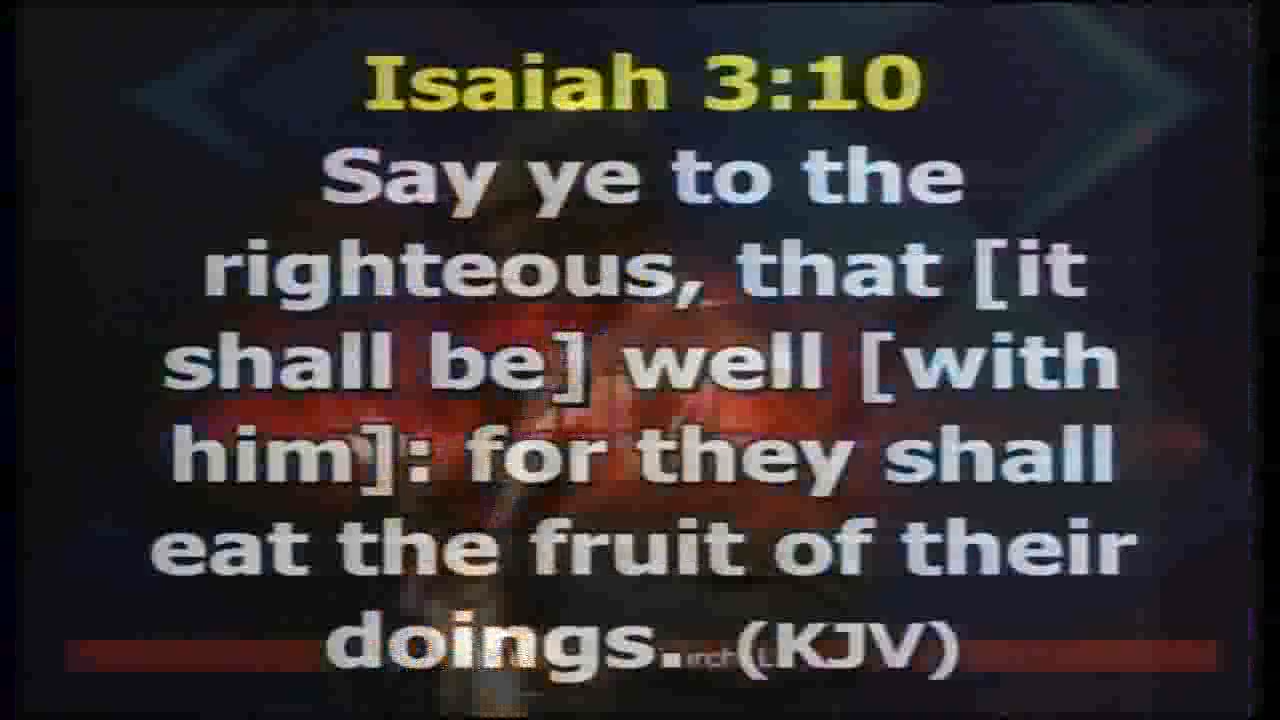 Isaiah 3:10
Say ye to the
righteous, that [it
shall be] well [with
him]: for they shall
eat the fruit of their
doings. (KJV)